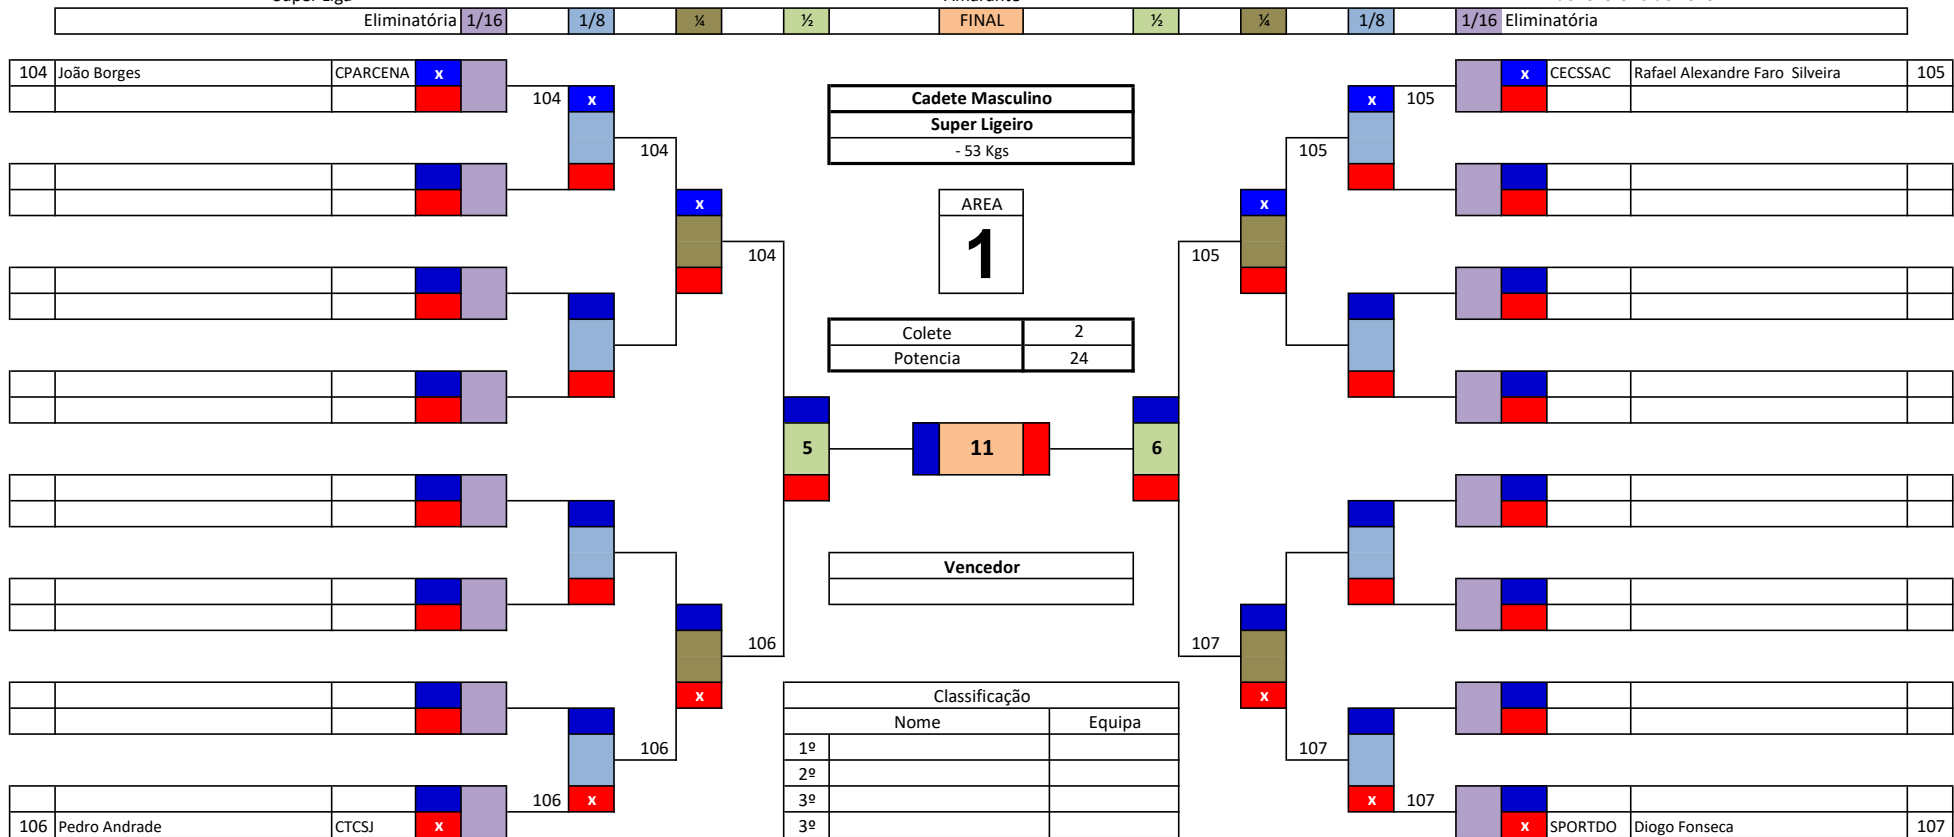 Super Liga
Amarante
Eliminatória 1/16 1/8 ¼ ½ FINAL ½ ¼ 1/8 1/16 Eliminatória
104 João Borges CPARCENA x x CECSSAC Rafael Alexandre Faro Silveira 105
104 x Cadete Masculino x 105
Super Ligeiro
104 - 53 Kgs 105
x AREA x
1
104 105
Colete 2
Potencia 24
5 11 6
Vencedor
106 107
x Classificação x
Nome Equipa
106 1º 107
2º
106 x 3º x 107
106 Pedro Andrade CTCSJ x 3º x SPORTDO Diogo Fonseca 107